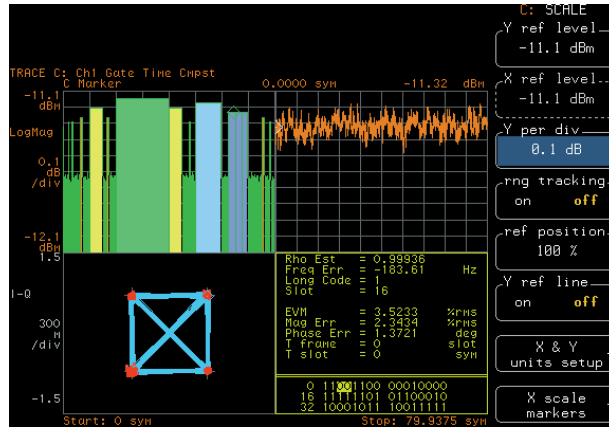 C: SCALE
Y ref level
-11.1 dBm
X ref level
-11.1 dBm
Y per div
0.1 dB
rng tracking
on off
ref position
100 %
Y ref line
on off
X & Y
units setup
X scale
markers
TRACE C: Ch1 Gate Time Cmpst
C Marker 0.0000 sym -11.32 dBm
-11.1
dBm
LogMag
0.1
dB
/div
-12.1
dBm
1.5
I-Q
300
M
/div
-1.5
Rho Est = 0.99936
Freq Err = -183.61 Hz
Long Code = 1
Slot = 16
EVM = 3.5233 %rms
Mag Err = 2.3434 %rms
Phase Err = 1.3721 deg
T frame = 0 slot
T slot = 0 sym
0 11001100 00010000
16 11111101 01100010
32 10001011 10011111
Start: 0 sym Stop: 79.9375 sym